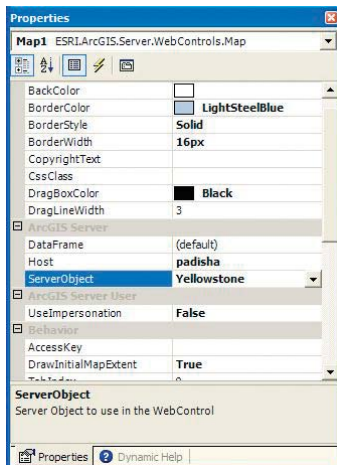 Properties
Map1 ESRI.ArcGIS.Server.WebControls.Map
BackColor
BorderColor LightSteelBlue
BorderStyle Solid
BorderWidth 16px
CopyrightText
CssClass
DragBoxColor Black
DragLineWidth 3
ArcGIS Server
DataFrame (default)
Host padisha
ServerObject Yellowstone
ArcGIS Server User
UseImpersonation False
Behavior
AccessKey
DrawInitialMapExtent True
ServerObject
Server Object to use in the WebControl
Properties Dynamic Help